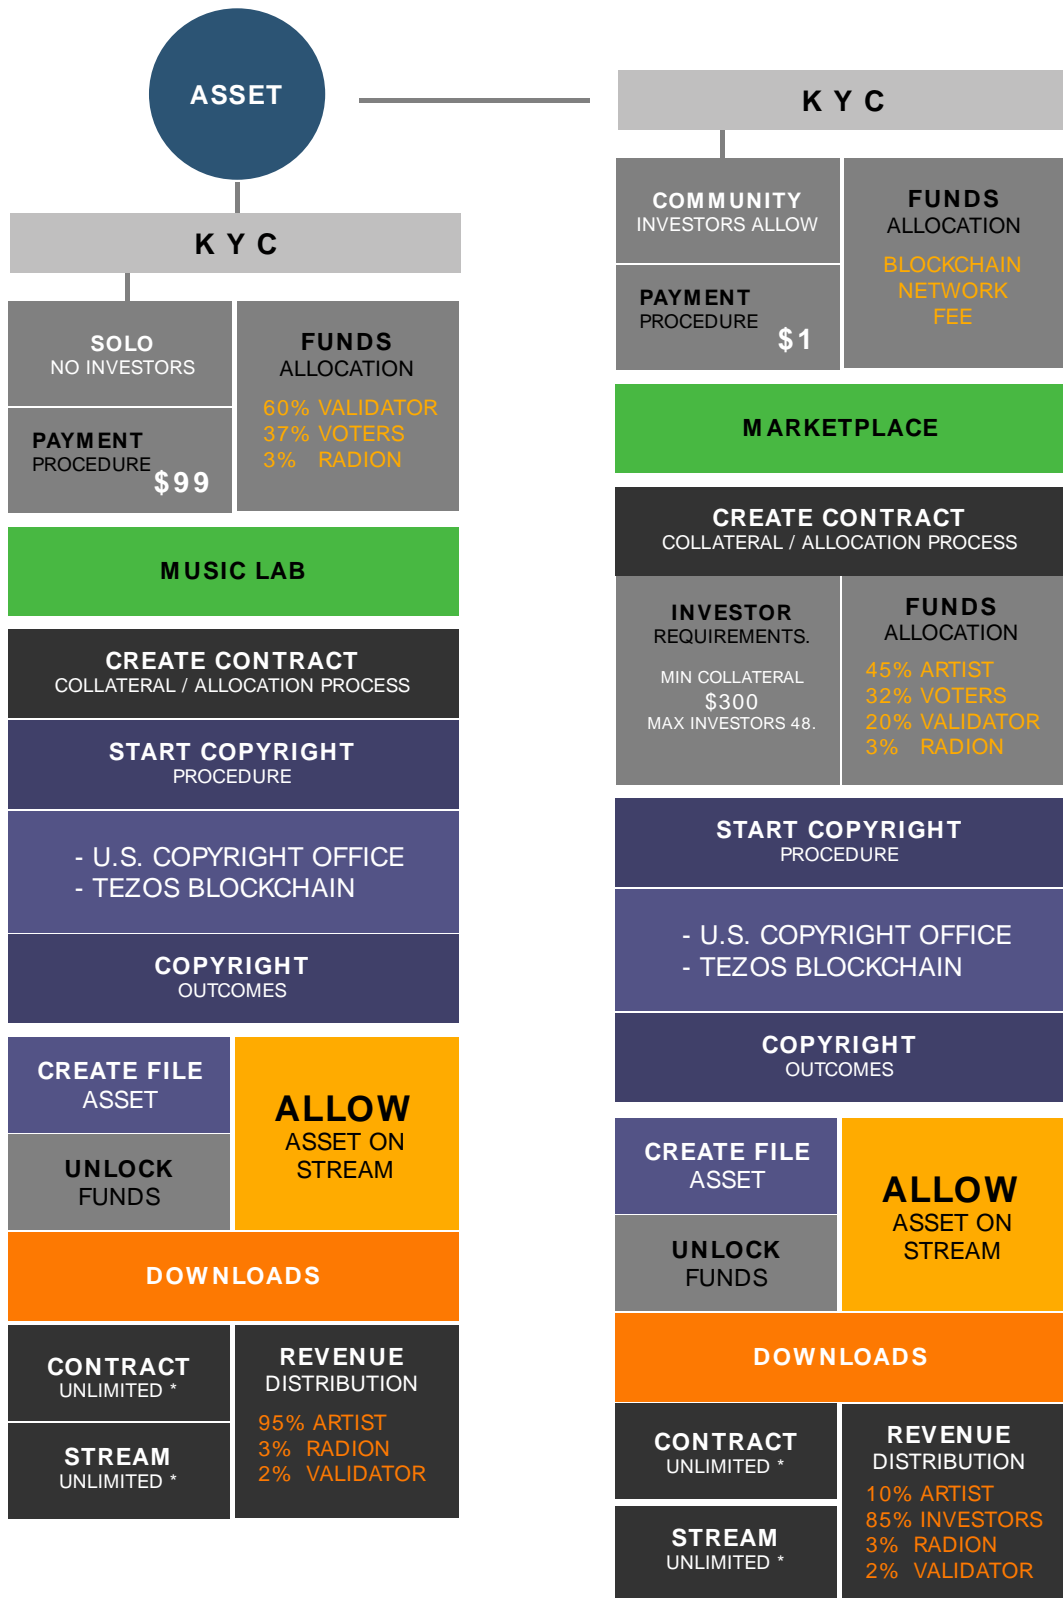 ASSET
K Y C
SOLO
NO INVESTORS
PAYMENT
PROCEDURE
$99
FUNDS
ALLOCATION
60% VALIDATOR
37% VOTERS
3% RADION
MUSIC LAB
CREATE CONTRACT
COLLATERAL / ALLOCATION PROCESS
START COPYRIGHT
PROCEDURE
- U.S. COPYRIGHT OFFICE
- TEZOS BLOCKCHAIN
COPYRIGHT
OUTCOMES
CREATE FILE
ASSET
UNLOCK
FUNDS
ALLOW
ASSET ON
STREAM
DOWNLOADS
CONTRACT
UNLIMITED *
STREAM
UNLIMITED *
REVENUE
DISTRIBUTION
95% ARTIST
3% RADION
2% VALIDATOR
K Y C
COMMUNITY
INVESTORS ALLOW
PAYMENT
PROCEDURE
$1
FUNDS
ALLOCATION
BLOCKCHAIN
NETWORK
FEE
MARKETPLACE
CREATE CONTRACT
COLLATERAL / ALLOCATION PROCESS
INVESTOR
REQUIREMENTS.
MIN COLLATERAL
$300
MAX INVESTORS 48.
FUNDS
ALLOCATION
45% ARTIST
32% VOTERS
20% VALIDATOR
3% RADION
START COPYRIGHT
PROCEDURE
- U.S. COPYRIGHT OFFICE
- TEZOS BLOCKCHAIN
COPYRIGHT
OUTCOMES
CREATE FILE
ASSET
UNLOCK
FUNDS
ALLOW
ASSET ON
STREAM
DOWNLOADS
CONTRACT
UNLIMITED *
STREAM
UNLIMITED *
REVENUE
DISTRIBUTION
10% ARTIST
85% INVESTORS
3% RADION
2% VALIDATOR